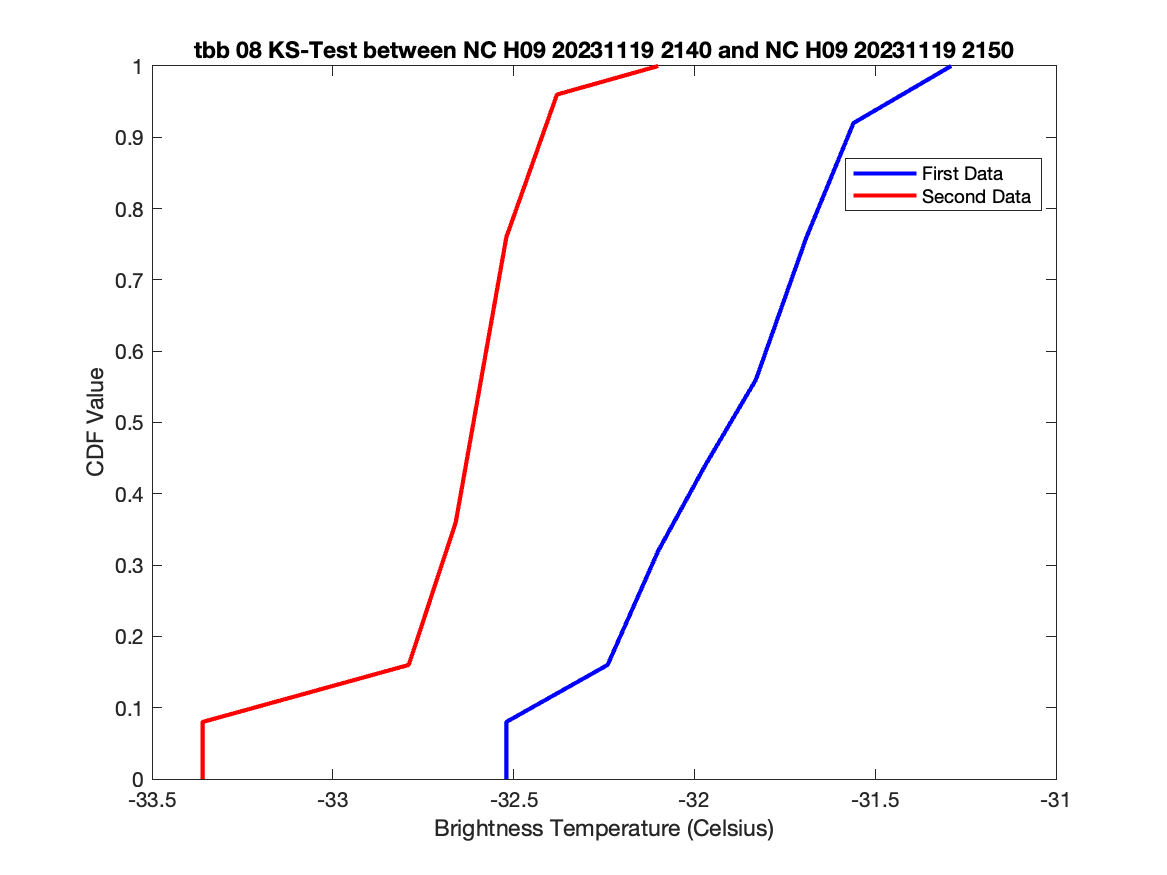 tbb 08 KS-Test between NC H09 20231119 2140 and NC H09 20231119 2150
1
0.9
0.8
0.7
0.6
0.5
0.4
0.3
0.2
0.1
0
CDF Value
First Data
Second Data
-33.5 -33 -32.5 -32 -31.5 -31
Brightness Temperature (Celsius)